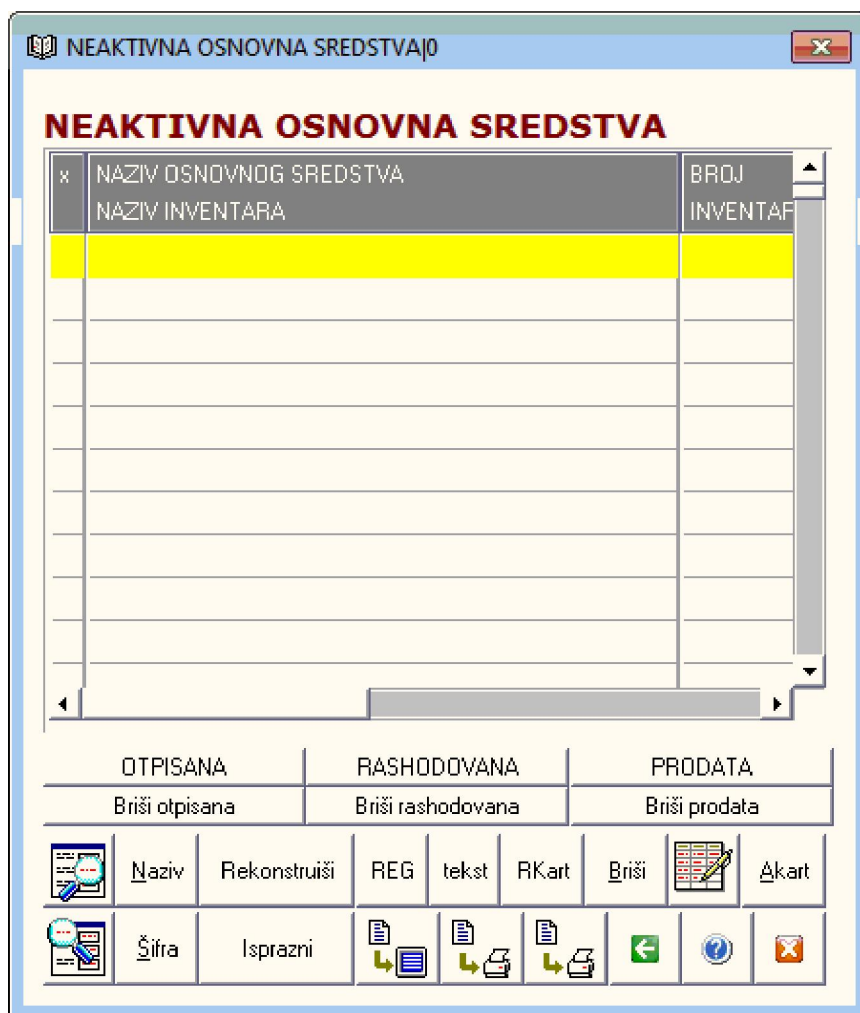 NEAKTIVNA OSNOVNA SREDSTVA|0
NEAKTIVNA OSNOVNA SREDSTVA
x NAZIV OSNOVNOG SREDSTVA BROJ
NAZIV INVENTARA INVENTAR
OTPISANA RASHODOVANA PRODATA
Briši otpisana Briši rashodovana Briši prodata
Naziv Rekonstruiši REG tekst RKart Briši Akart
Šifra Isprazni